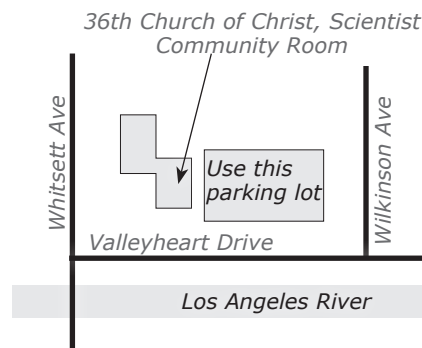 36th Church of Christ, Scientist
Community Room
Whitsett Ave
Wilkinson Ave
Use this
parking lot
Valleyheart Drive
Los Angeles River